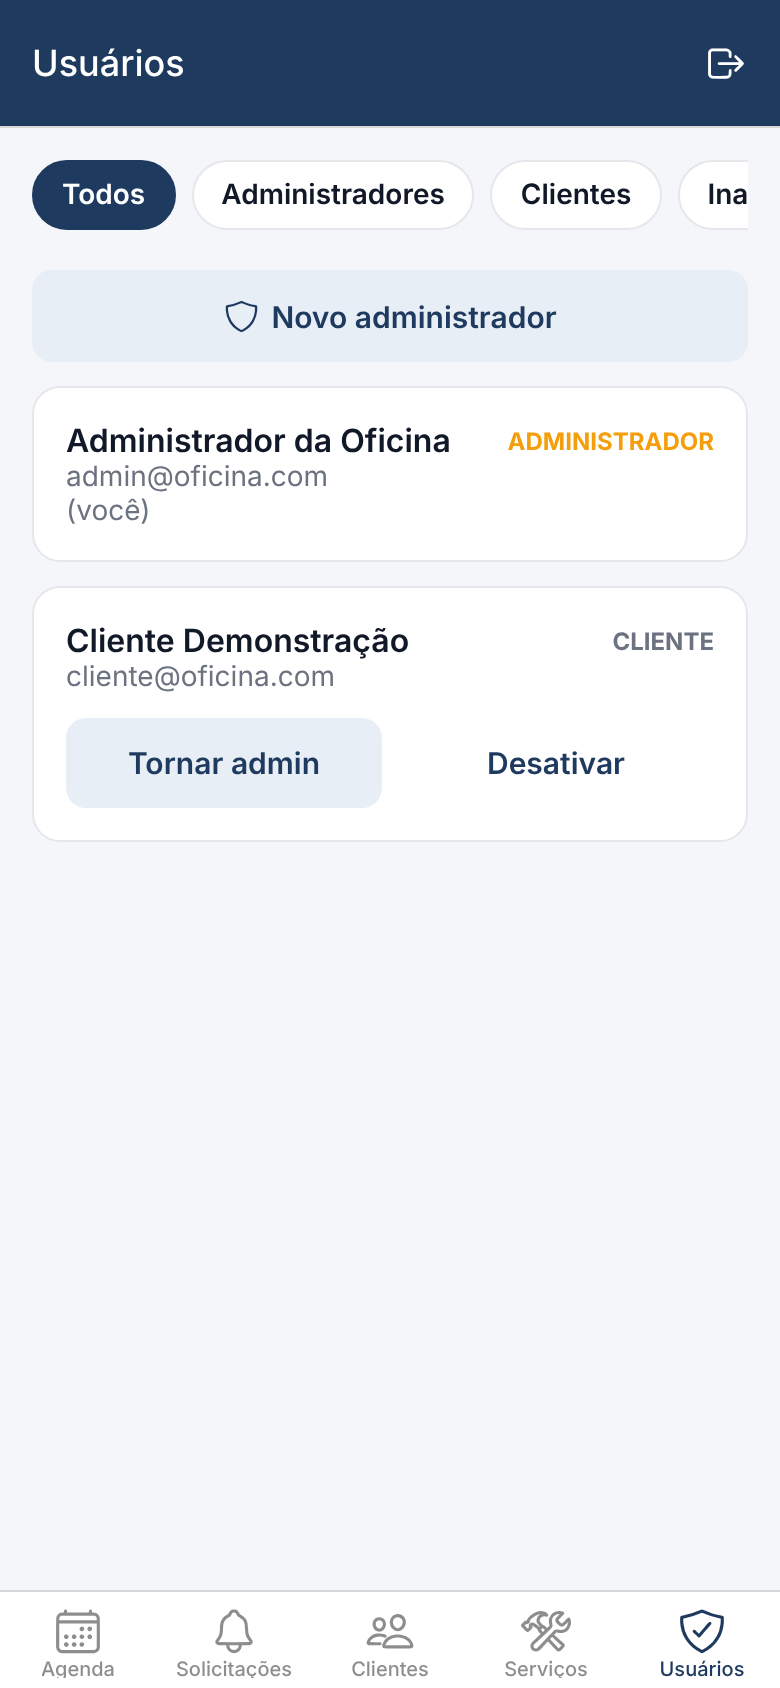 Usuários
Todos
Administradores
Clientes
Ina
Novo administrador
Administrador da Oficina
ADMINISTRADOR
admin@oficina.com
(você)
Cliente Demonstração
CLIENTE
cliente@oficina.com
Tornar admin
Desativar
Agenda
Solicitações
Clientes
Serviços
Usuários